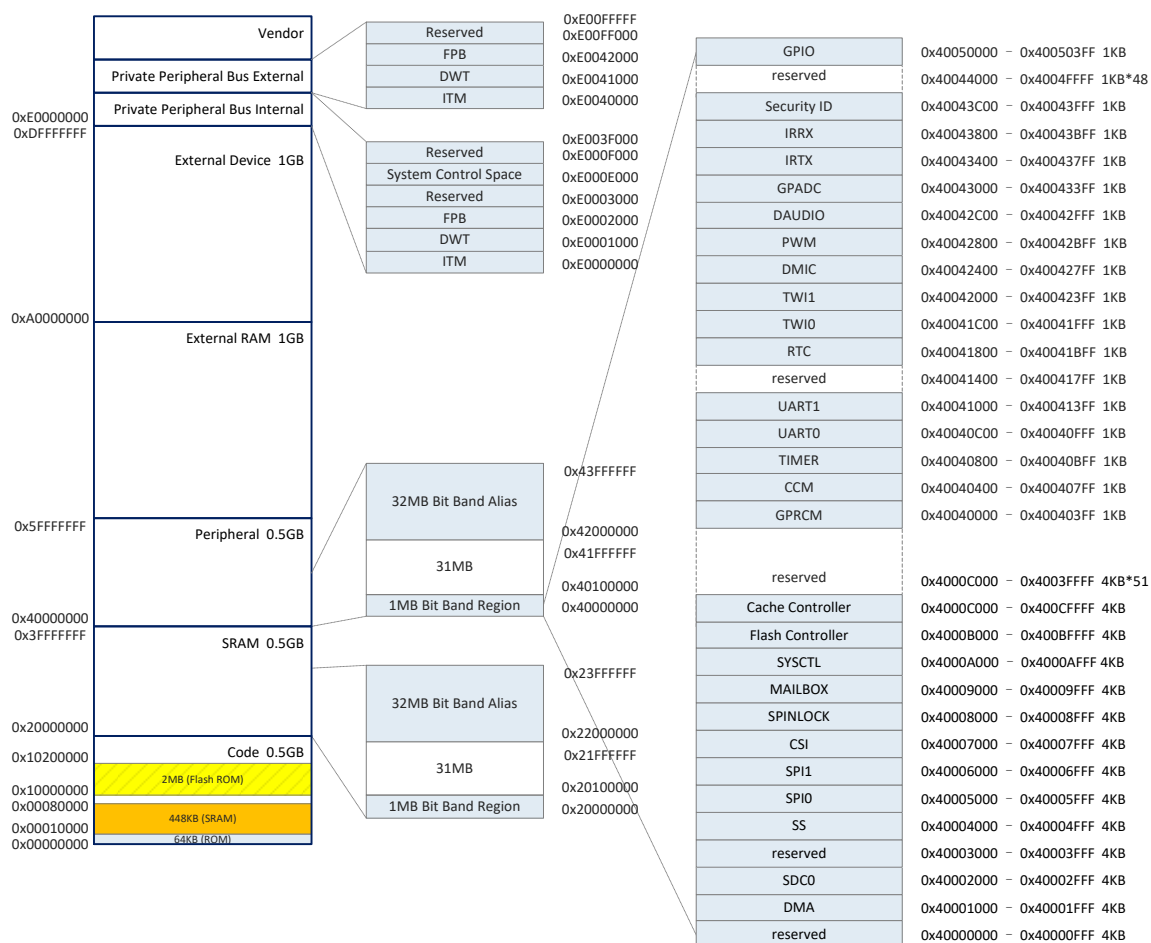 Vendor
Private Peripheral Bus External
Private Peripheral Bus Internal
0xE0000000
0xDFFFFFFF
External Device 1GB
0xA0000000
External RAM 1GB
0x5FFFFFFF
Peripheral 0.5GB
0x40000000
0x3FFFFFFF
SRAM 0.5GB
0x20000000
Code 0.5GB
0x10200000
2MB (Flash ROM)
0x10000000
0x00080000
448KB (SRAM)
0x00010000
64KB (ROM)
0x00000000
0xE00FFFFF
Reserved 0xE00FF000
FPB 0xE0042000
DWT 0xE0041000
ITM 0xE0040000
0xE003F000
Reserved 0xE000F000
System Control Space 0xE000E000
Reserved 0xE0003000
FPB 0xE0002000
DWT 0xE0001000
ITM 0xE0000000
0x43FFFFFF
32MB Bit Band Alias
0x42000000
0x41FFFFFF
31MB
0x40100000
1MB Bit Band Region 0x40000000
0x23FFFFFF
32MB Bit Band Alias
0x22000000
0x21FFFFFF
31MB
0x20100000
1MB Bit Band Region 0x20000000
GPIO 0x40050000 – 0x400503FF 1KB
reserved 0x40044000 – 0x4004FFFF 1KB*48
Security ID 0x40043C00 – 0x40043FFF 1KB
IRRX 0x40043800 – 0x40043BFF 1KB
IRTX 0x40043400 – 0x400437FF 1KB
GPADC 0x40043000 – 0x400433FF 1KB
DAUDIO 0x40042C00 – 0x40042FFF 1KB
PWM 0x40042800 – 0x40042BFF 1KB
DMIC 0x40042400 – 0x400427FF 1KB
TWI1 0x40042000 – 0x400423FF 1KB
TWI0 0x40041C00 – 0x40041FFF 1KB
RTC 0x40041800 – 0x40041BFF 1KB
reserved 0x40041400 – 0x400417FF 1KB
UART1 0x40041000 – 0x400413FF 1KB
UART0 0x40040C00 – 0x40040FFF 1KB
TIMER 0x40040800 – 0x40040BFF 1KB
CCM 0x40040400 – 0x400407FF 1KB
GPRCM 0x40040000 – 0x400403FF 1KB
reserved 0x4000C000 – 0x4003FFFF 4KB*51
Cache Controller 0x4000C000 – 0x400CFFFF 4KB
Flash Controller 0x4000B000 – 0x400BFFFF 4KB
SYSCTL 0x4000A000 – 0x4000AFFF 4KB
MAILBOX 0x40009000 – 0x40009FFF 4KB
SPINLOCK 0x40008000 – 0x40008FFF 4KB
CSI 0x40007000 – 0x40007FFF 4KB
SPI1 0x40006000 – 0x40006FFF 4KB
SPI0 0x40005000 – 0x40005FFF 4KB
SS 0x40004000 – 0x40004FFF 4KB
reserved 0x40003000 – 0x40003FFF 4KB
SDC0 0x40002000 – 0x40002FFF 4KB
DMA 0x40001000 – 0x40001FFF 4KB
reserved 0x40000000 – 0x40000FFF 4KB